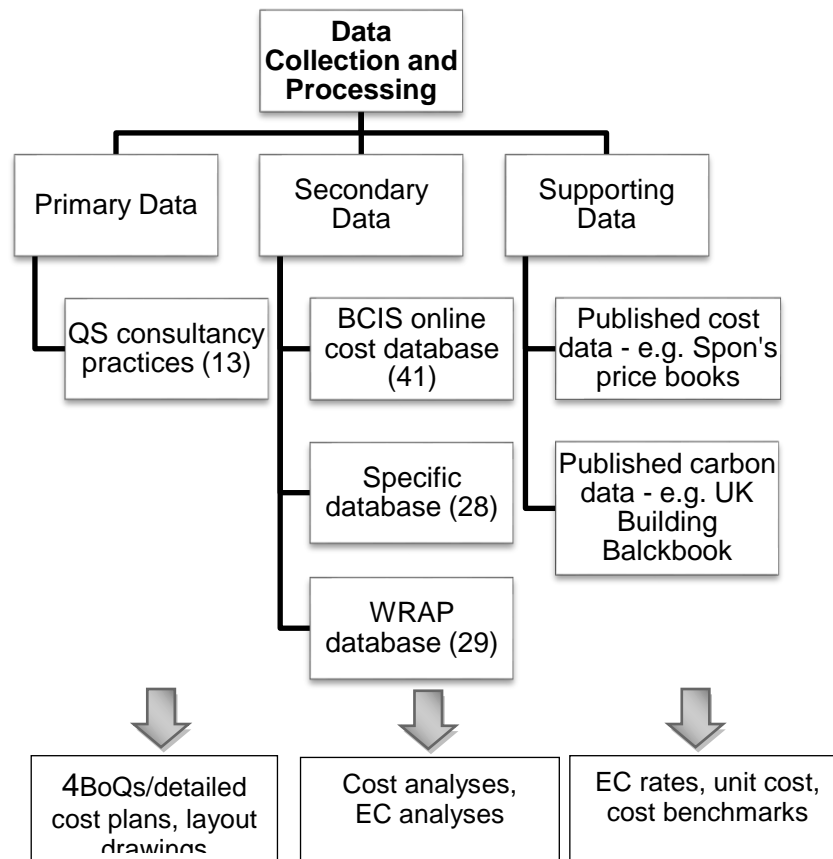 Data
Collection and
Processing
Primary Data
Secondary
Data
Supporting
Data
QS consultancy
practices (13)
BCIS online
cost database
(41)
Specific
database (28)
WRAP
database (29)
Published cost
data - e.g. Spon's
price books
Published carbon
data - e.g. UK
Building
Balckbook
4BoQs/detailed
cost plans, layout
drawings
Cost analyses,
EC analyses
EC rates, unit cost,
cost benchmarks